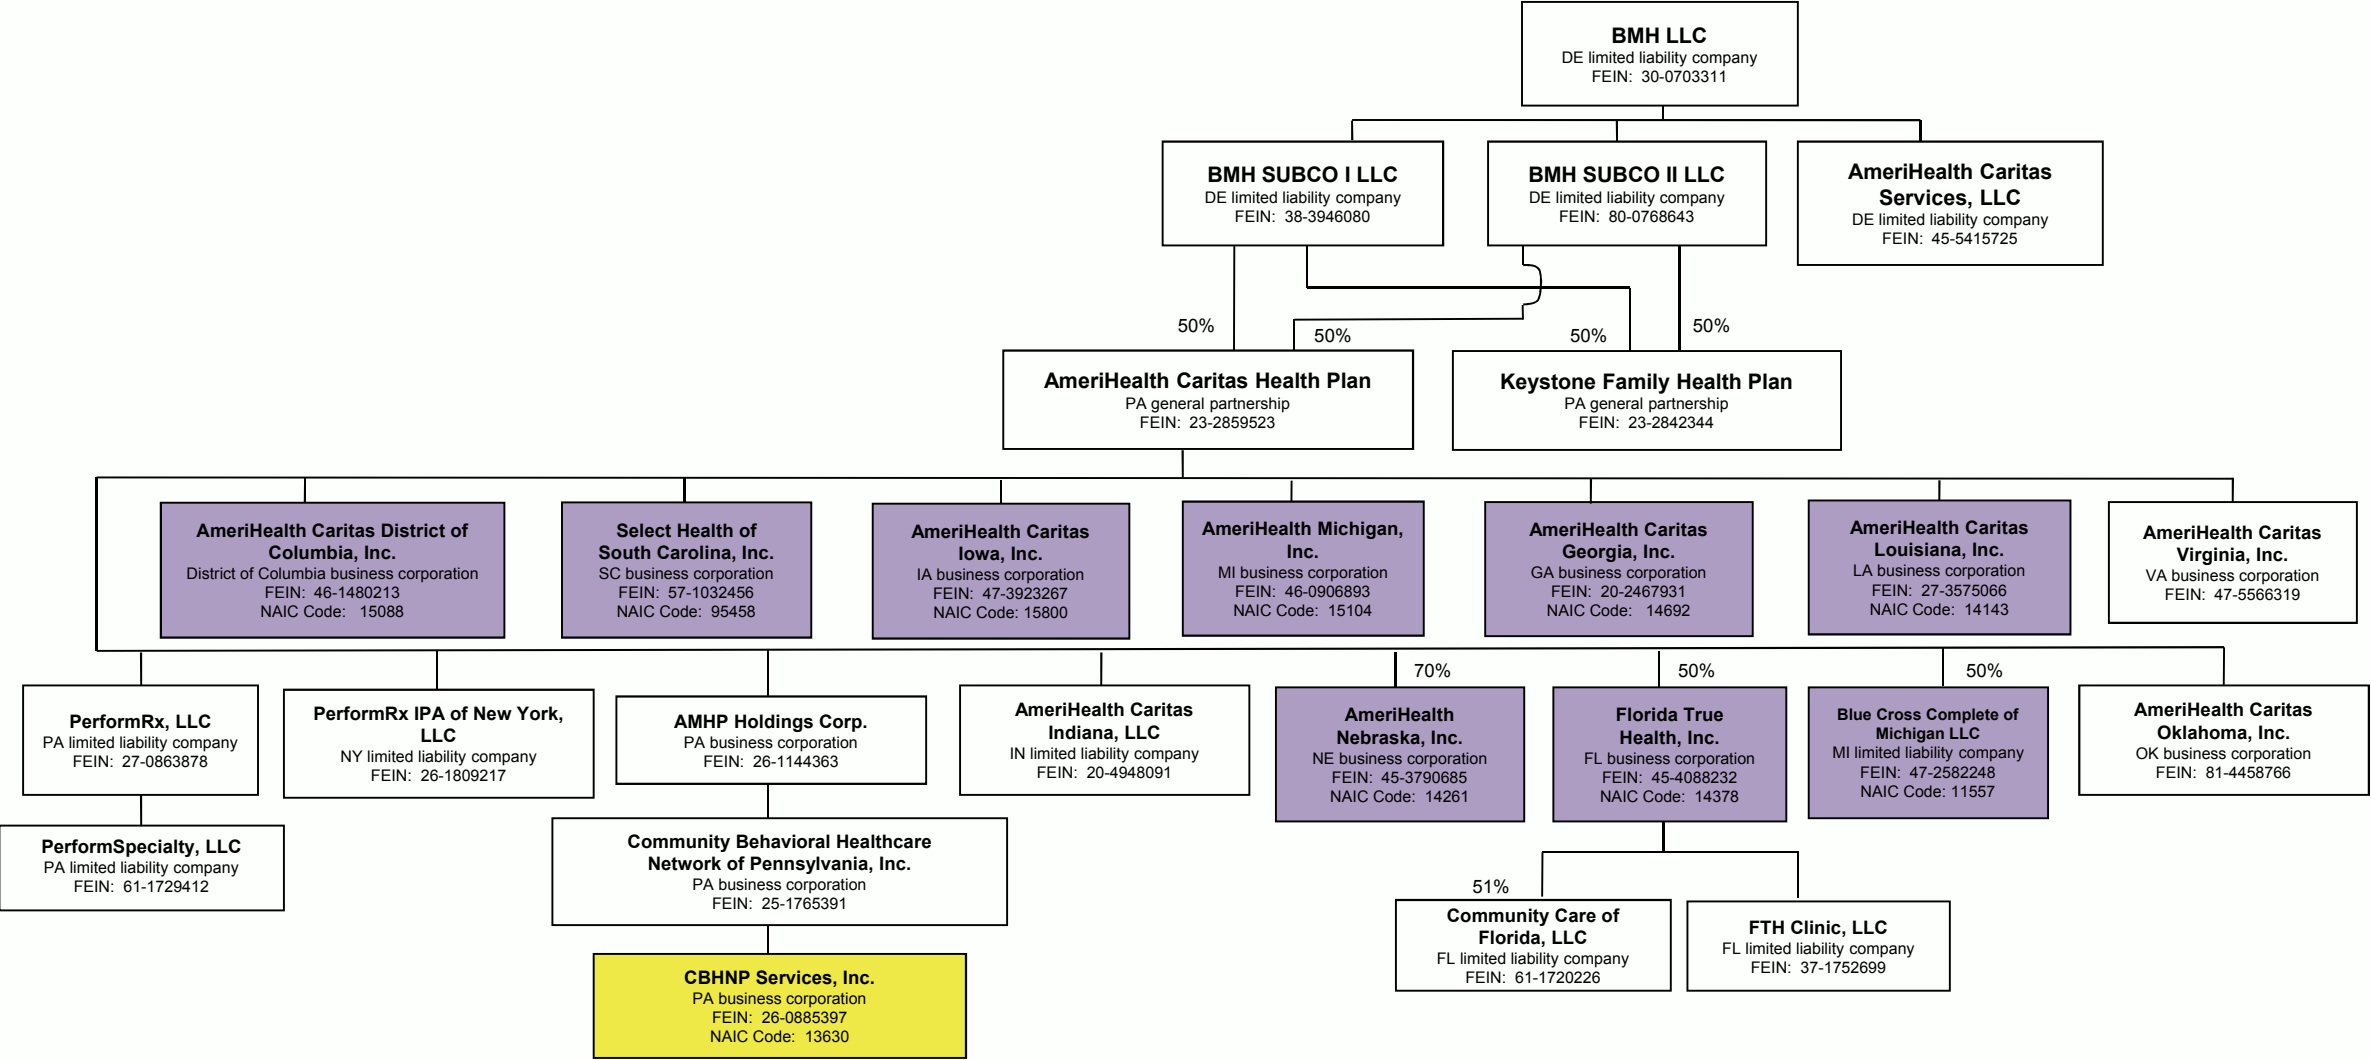 BMH LLC
DE limited liability company
FEIN: 30-0703311
BMH SUBCO I LLC
DE limited liability company
FEIN: 38-3946080
BMH SUBCO II LLC
DE limited liability company
FEIN: 80-0768643
AmeriHealth Caritas
Services, LLC
DE limited liability company
FEIN: 45-5415725
50%
50%
50%
50%
AmeriHealth Caritas Health Plan
PA general partnership
FEIN: 23-2859523
Keystone Family Health Plan
PA general partnership
FEIN: 23-2842344
AmeriHealth Caritas District of
Columbia, Inc.
District of Columbia business corporation
FEIN: 46-1480213
NAIC Code: 15088
Select Health of
South Carolina, Inc.
SC business corporation
FEIN: 57-1032456
NAIC Code: 95458
AmeriHealth Caritas
Iowa, Inc.
IA business corporation
FEIN: 47-3923267
NAIC Code: 15800
AmeriHealth Michigan,
Inc.
MI business corporation
FEIN: 46-0906893
NAIC Code: 15104
AmeriHealth Caritas
Georgia, Inc.
GA business corporation
FEIN: 20-2467931
NAIC Code: 14692
AmeriHealth Caritas
Louisiana, Inc.
LA business corporation
FEIN: 27-3575066
NAIC Code: 14143
AmeriHealth Caritas
Virginia, Inc.
VA business corporation
FEIN: 47-5566319
PerformRx, LLC
PA limited liability company
FEIN: 27-0863878
PerformRx IPA of New York,
LLC
NY limited liability company
FEIN: 26-1809217
AMHP Holdings Corp.
PA business corporation
FEIN: 26-1144363
AmeriHealth Caritas
Indiana, LLC
IN limited liability company
FEIN: 20-4948091
70%
AmeriHealth
Nebraska, Inc.
NE business corporation
FEIN: 45-3790685
NAIC Code: 14261
50%
Florida True
Health, Inc.
FL business corporation
FEIN: 45-4088232
NAIC Code: 14378
50%
Blue Cross Complete of
Michigan LLC
MI limited liability company
FEIN: 47-2582248
NAIC Code: 11557
AmeriHealth Caritas
Oklahoma, Inc.
OK business corporation
FEIN: 81-4458766
PerformSpecialty, LLC
PA limited liability company
FEIN: 61-1729412
Community Behavioral Healthcare
Network of Pennsylvania, Inc.
PA business corporation
FEIN: 25-1765391
51%
Community Care of
Florida, LLC
FL limited liability company
FEIN: 61-1720226
FTH Clinic, LLC
FL limited liability company
FEIN: 37-1752699
CBHNP Services, Inc.
PA business corporation
FEIN: 26-0885397
NAIC Code: 13630